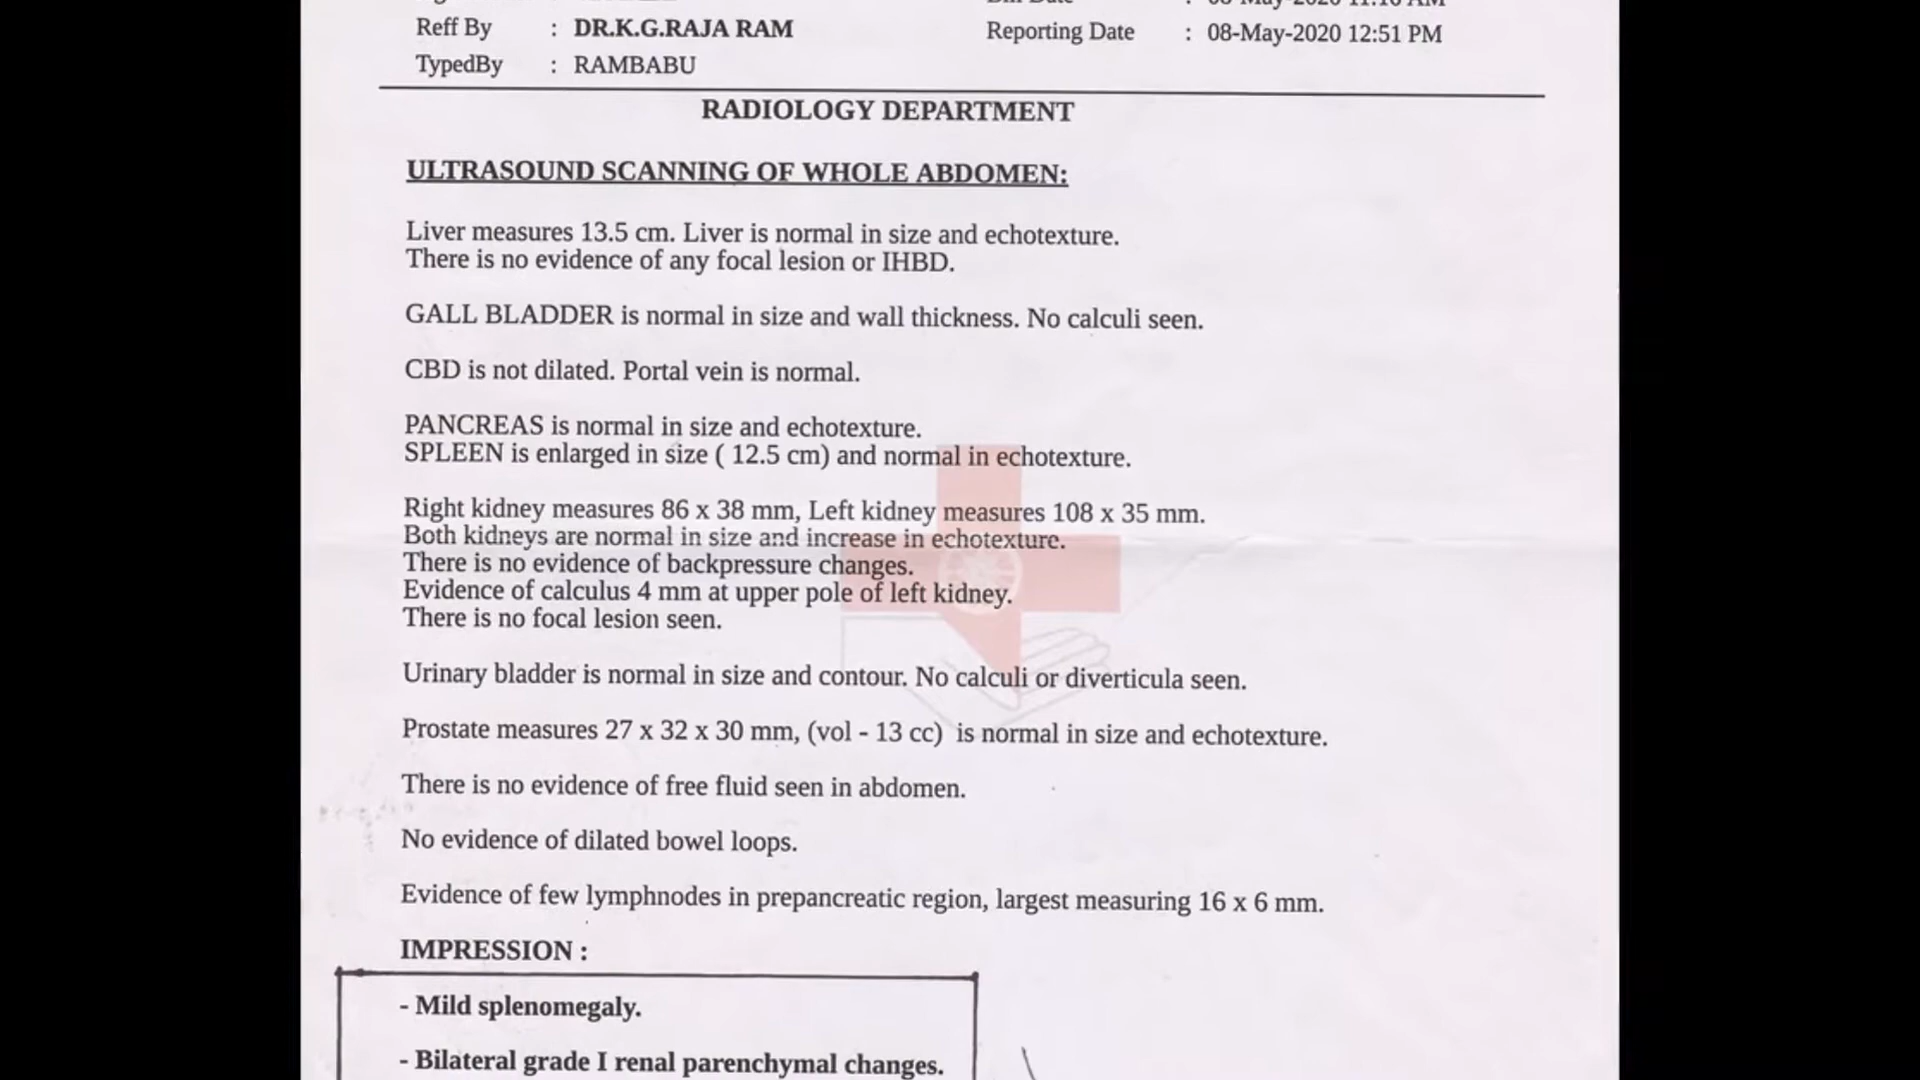 Reff By : DR.K.G.RAJA RAM Reporting Date : 08-May-2020 12:51 PM
TypedBy : RAMBABU
RADIOLOGY DEPARTMENT
ULTRASOUND SCANNING OF WHOLE ABDOMEN:
Liver measures 13.5 cm. Liver is normal in size and echotexture.
There is no evidence of any focal lesion or IHBD.
GALL BLADDER is normal in size and wall thickness. No calculi seen.
CBD is not dilated. Portal vein is normal.
PANCREAS is normal in size and echotexture.
SPLEEN is enlarged in size ( 12.5 cm) and normal in echotexture.
Right kidney measures 86 x 38 mm, Left kidney measures 108 x 35 mm.
Both kidneys are normal in size and increase in echotexture.
There is no evidence of backpressure changes.
Evidence of calculus 4 mm at upper pole of left kidney.
There is no focal lesion seen.
Urinary bladder is normal in size and contour. No calculi or diverticula seen.
Prostate measures 27 x 32 x 30 mm, (vol - 13 cc) is normal in size and echotexture.
There is no evidence of free fluid seen in abdomen.
No evidence of dilated bowel loops.
Evidence of few lymphnodes in prepancreatic region, largest measuring 16 x 6 mm.
IMPRESSION :
- Mild splenomegaly.
- Bilateral grade I renal parenchymal changes.